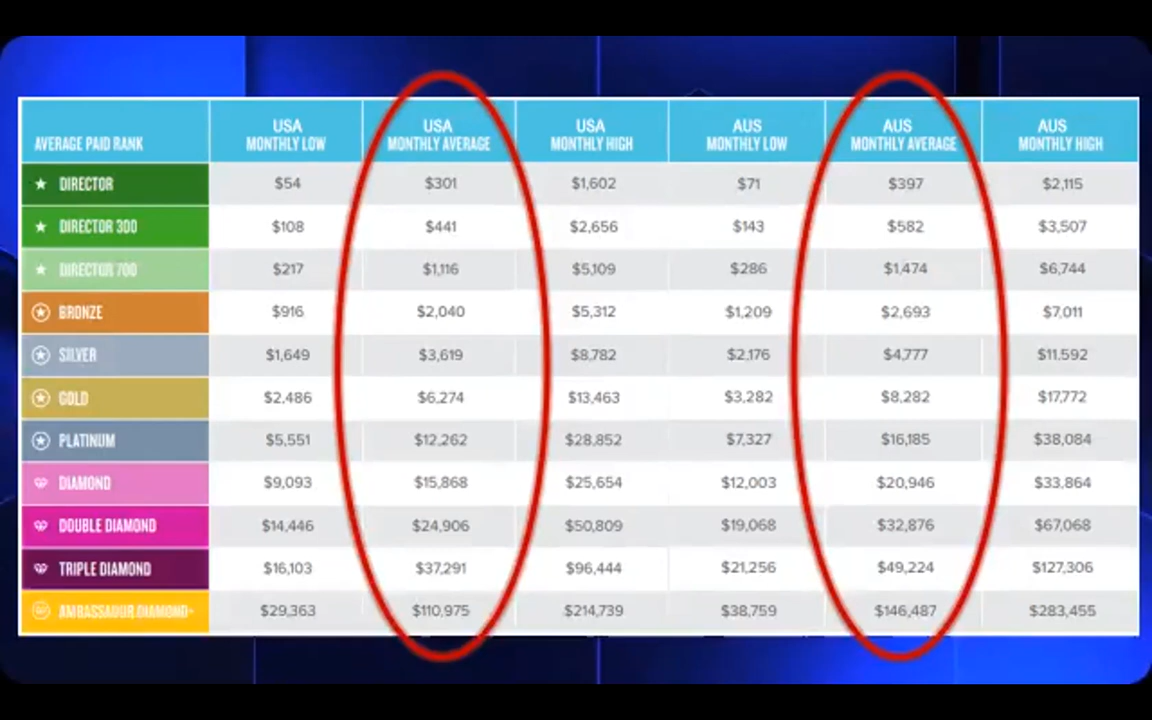 AVERAGE PAID RANK USA MONTHLY LOW USA MONTHLY AVERAGE USA MONTHLY HIGH AUS MONTHLY LOW AUS MONTHLY AVERAGE AUS MONTHLY HIGH
DIRECTOR $54 $301 $1,602 $71 $397 $2,115
DIRECTOR 300 $108 $441 $2,656 $143 $582 $3,507
DIRECTOR 700 $217 $1,116 $5,109 $286 $1,474 $6,744
BRONZE $916 $2,040 $5,312 $1,209 $2,693 $7,011
SILVER $1,649 $3,619 $8,782 $2,176 $4,777 $11.592
GOLD $2,486 $6,274 $13,463 $3,282 $8,282 $17,772
PLATINUM $5,551 $12,262 $28,852 $7,327 $16,185 $38,084
DIAMOND $9,093 $15,868 $25,654 $12,003 $20,946 $33,864
DOUBLE DIAMOND $14,446 $24,906 $50,809 $19,068 $32,876 $67,068
TRIPLE DIAMOND $16,103 $37,291 $96,444 $21,256 $49,224 $127,306
AMBASSADOR DIAMOND+ $29,363 $110,975 $214,739 $38,759 $146,487 $283,455